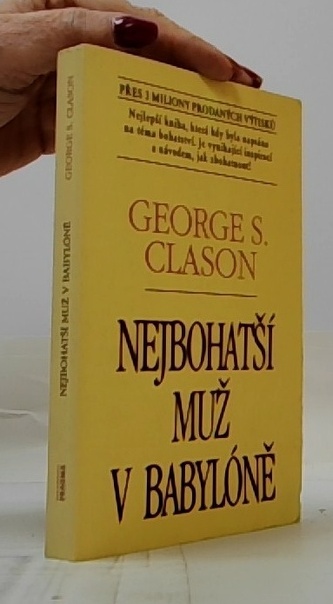 PŘES 2 MILIONY PRODANÝCH VÝTISKŮ
Nejlepší kniha, která kdy byla napsána
na téma bohatství. Je vynikající inspirací
a návodem, jak zbohatnout!
GEORGE S.
CLASON
NEJBOHATŠÍ
MUŽ
V BABYLÓNĚ
GEORGE S. CLASON
NEJBOHATŠÍ MUŽ V BABYLÓNĚ
PRAGMA